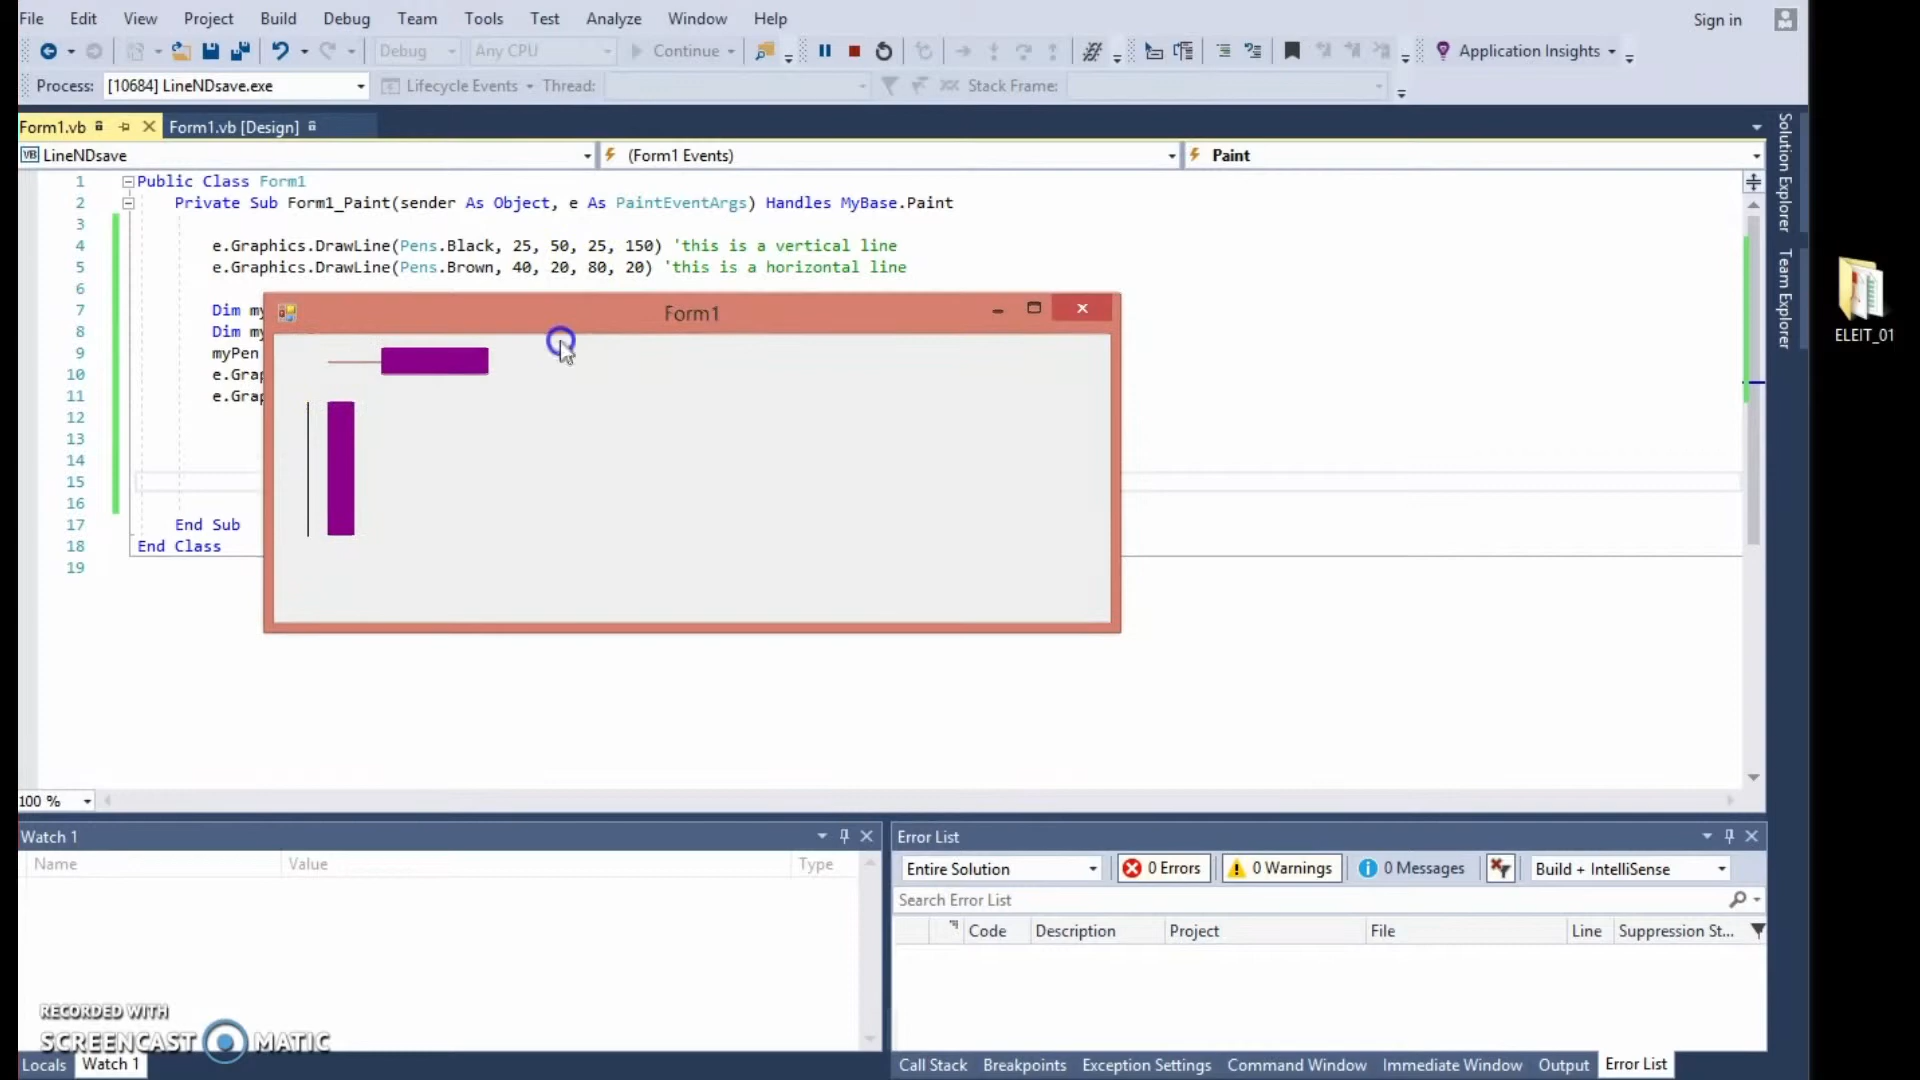 File Edit View Project Build Debug Team Tools Test Analyze Window Help Sign in
Debug Any CPU Continue Application Insights
Process: [10684] LineNDsave.exe Lifecycle Events Thread: Stack Frame:
Form1.vb Form1.vb [Design]
VB LineNDsave (Form1 Events) Paint
1 Public Class Form1
2 Private Sub Form1_Paint(sender As Object, e As PaintEventArgs) Handles MyBase.Paint
3
4 e.Graphics.DrawLine(Pens.Black, 25, 50, 25, 150) 'this is a vertical line
5 e.Graphics.DrawLine(Pens.Brown, 40, 20, 80, 20) 'this is a horizontal line
6
7 Dim my
8 Dim my
9 myPen
10 e.Grap
11 e.Grap
12
13
14
15
16
17 End Sub
18 End Class
19
Form1
Solution Explorer
Team Explorer
ELEIT_01
100 %
Watch 1
Name Value Type
Error List
Entire Solution 0 Errors 0 Warnings 0 Messages Build + IntelliSense
Search Error List
Code Description Project File Line Suppression St...
RECORDED WITH
SCREENCAST MATIC
Locals Watch 1
Call Stack Breakpoints Exception Settings Command Window Immediate Window Output Error List